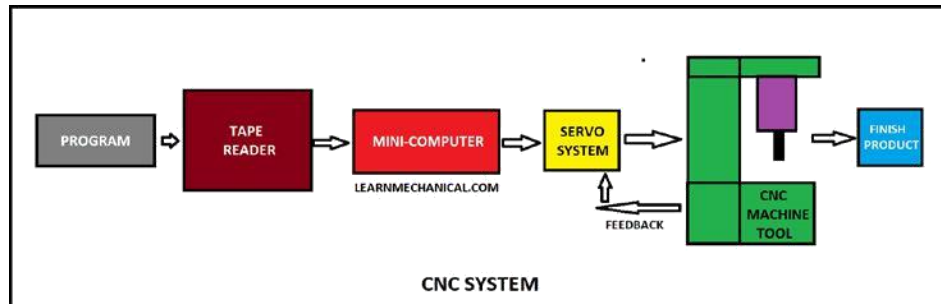 PROGRAM
TAPE
READER
MINI-COMPUTER
LEARNMECHANICAL.COM
SERVO
SYSTEM
FEEDBACK
CNC
MACHINE
TOOL
FINISH
PRODUCT
CNC SYSTEM